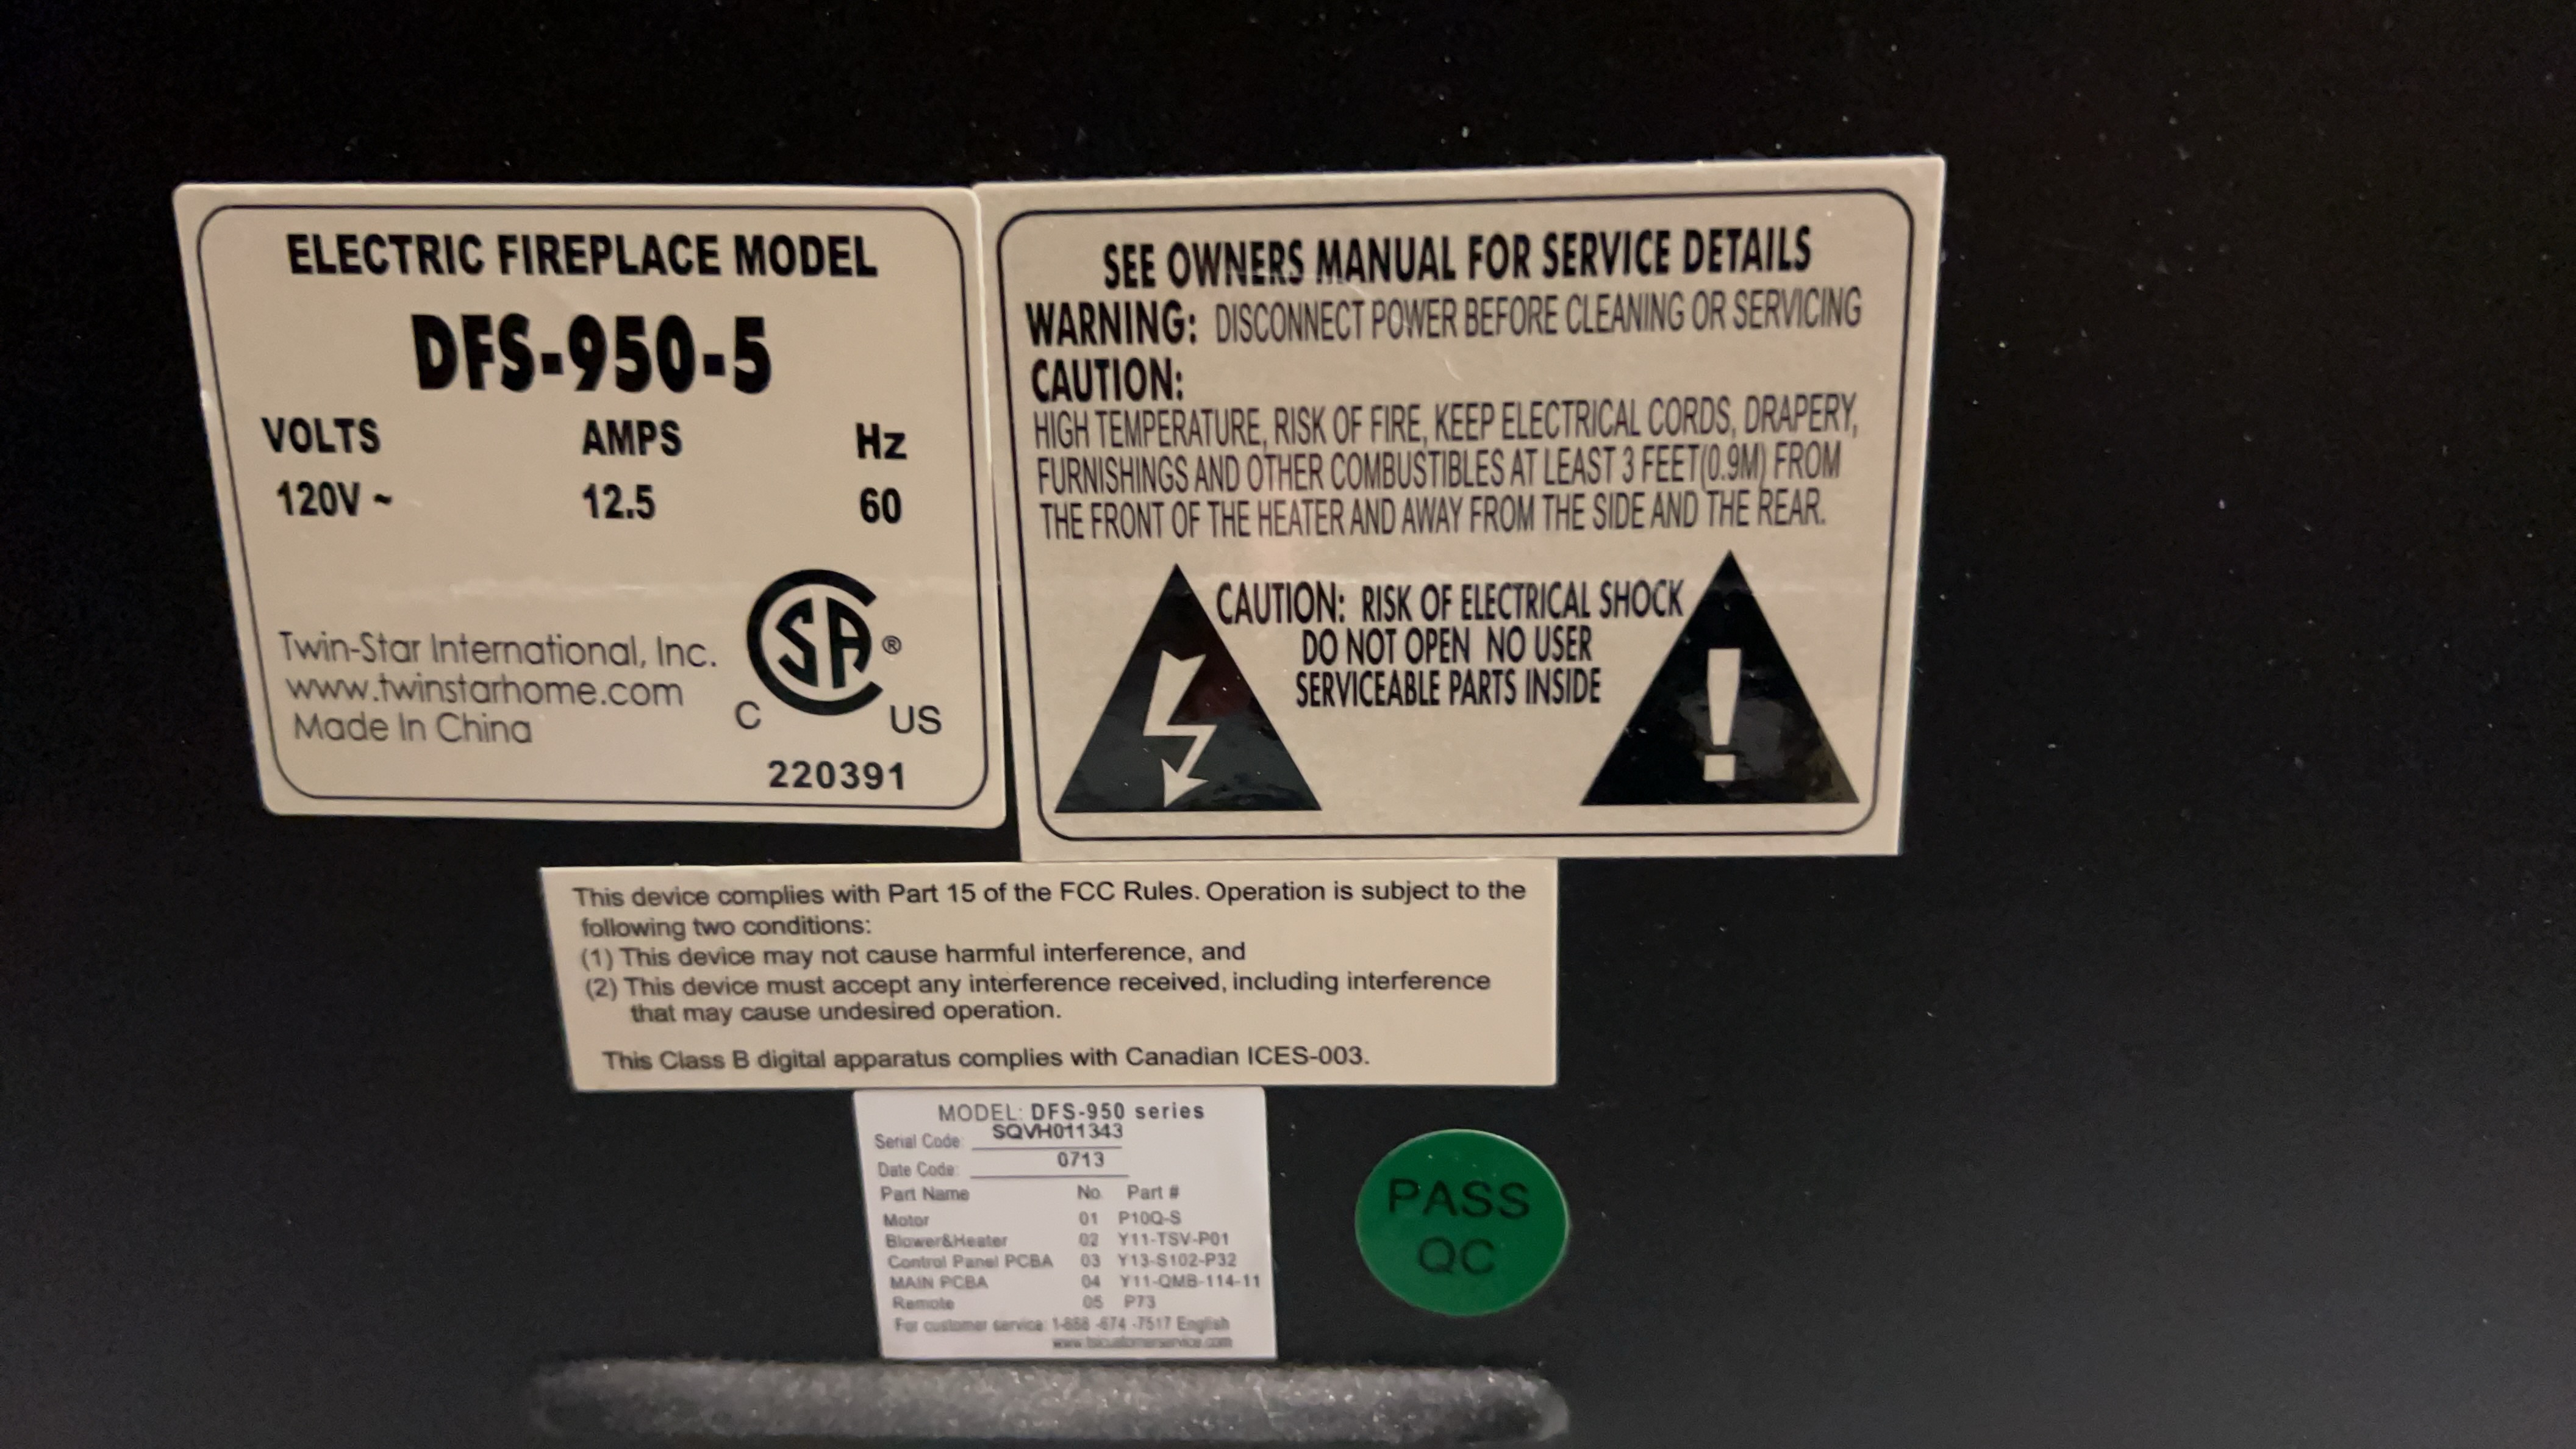 ELECTRIC FIREPLACE MODEL
DFS-950-5
VOLTS AMPS Hz
120V ~ 12.5 60
Twin-Star International, Inc.
www.twinstarhome.com
Made In China
SA ®
C US
220391
SEE OWNERS MANUAL FOR SERVICE DETAILS
WARNING: DISCONNECT POWER BEFORE CLEANING OR SERVICING
CAUTION:
HIGH TEMPERATURE, RISK OF FIRE, KEEP ELECTRICAL CORDS, DRAPERY,
FURNISHINGS AND OTHER COMBUSTIBLES AT LEAST 3 FEET(0.9M) FROM
THE FRONT OF THE HEATER AND AWAY FROM THE SIDE AND THE REAR.
CAUTION: RISK OF ELECTRICAL SHOCK
DO NOT OPEN NO USER
SERVICEABLE PARTS INSIDE
!
This device complies with Part 15 of the FCC Rules. Operation is subject to the
following two conditions:
(1) This device may not cause harmful interference, and
(2) This device must accept any interference received, including interference
that may cause undesired operation.
This Class B digital apparatus complies with Canadian ICES-003.
MODEL: DFS-950 series
Serial Code: SQVH011343
Date Code: 0713
Part Name No. Part #
Motor 01 P10Q-S
Blower&Heater 02 Y11-TSV-P01
Control Panel PCBA 03 Y13-S102-P32
MAIN PCBA 04 Y11-QMB-114-11
Remote 05 P73
For customer service: 1-866 -674 -7517 English
PASS
QC